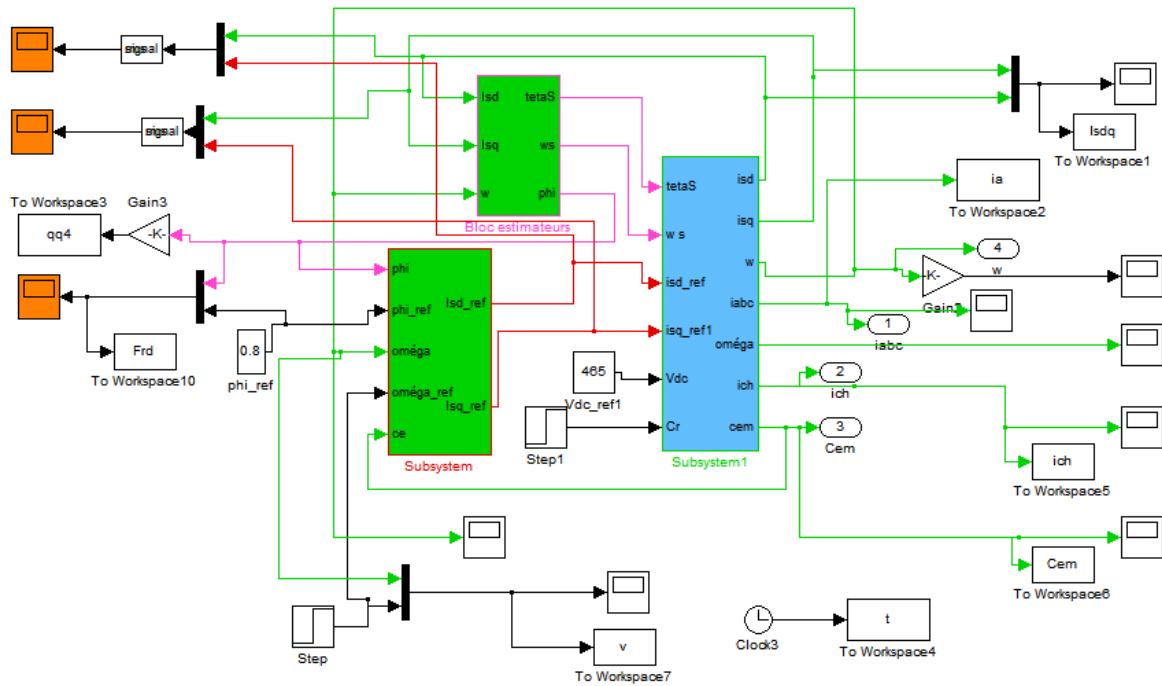 signal
signal
Isd
Isq
w
tetaS
ws
phi
Bloc estimateurs
Isdq
To Workspace1
ia
To Workspace2
To Workspace3
qq4
Gain3
-K-
Frd
To Workspace10
0.8
phi_ref
phi
phi_ref
oméga
oméga_ref
ce
Isd_ref
Isq_ref
Subsystem
tetaS
w s
isd_ref
isq_ref1
Vdc
Cr
isd
isq
w
iabc
oméga
ich
cem
Subsystem1
465
Vdc_ref1
Step1
4
w
-K-
1
iabc
2
ich
3
Cem
ich
To Workspace5
Cem
To Workspace6
Step
v
To Workspace7
Clock3
t
To Workspace4